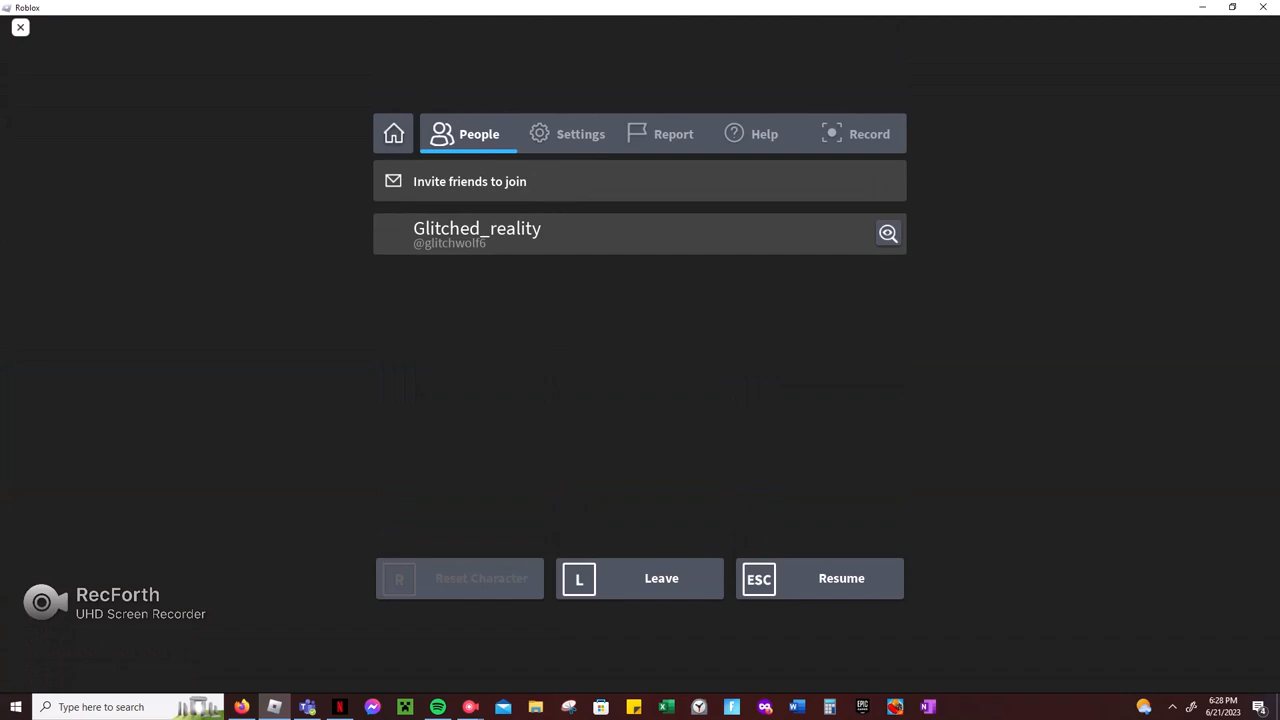 Roblox
People
Settings
Report
Help
Record
Invite friends to join
Glitched_reality
@glitchwolf6
R Reset Character
L Leave
ESC Resume
RecForth
UHD Screen Recorder
Type here to search
6:28 PM
6/21/2023